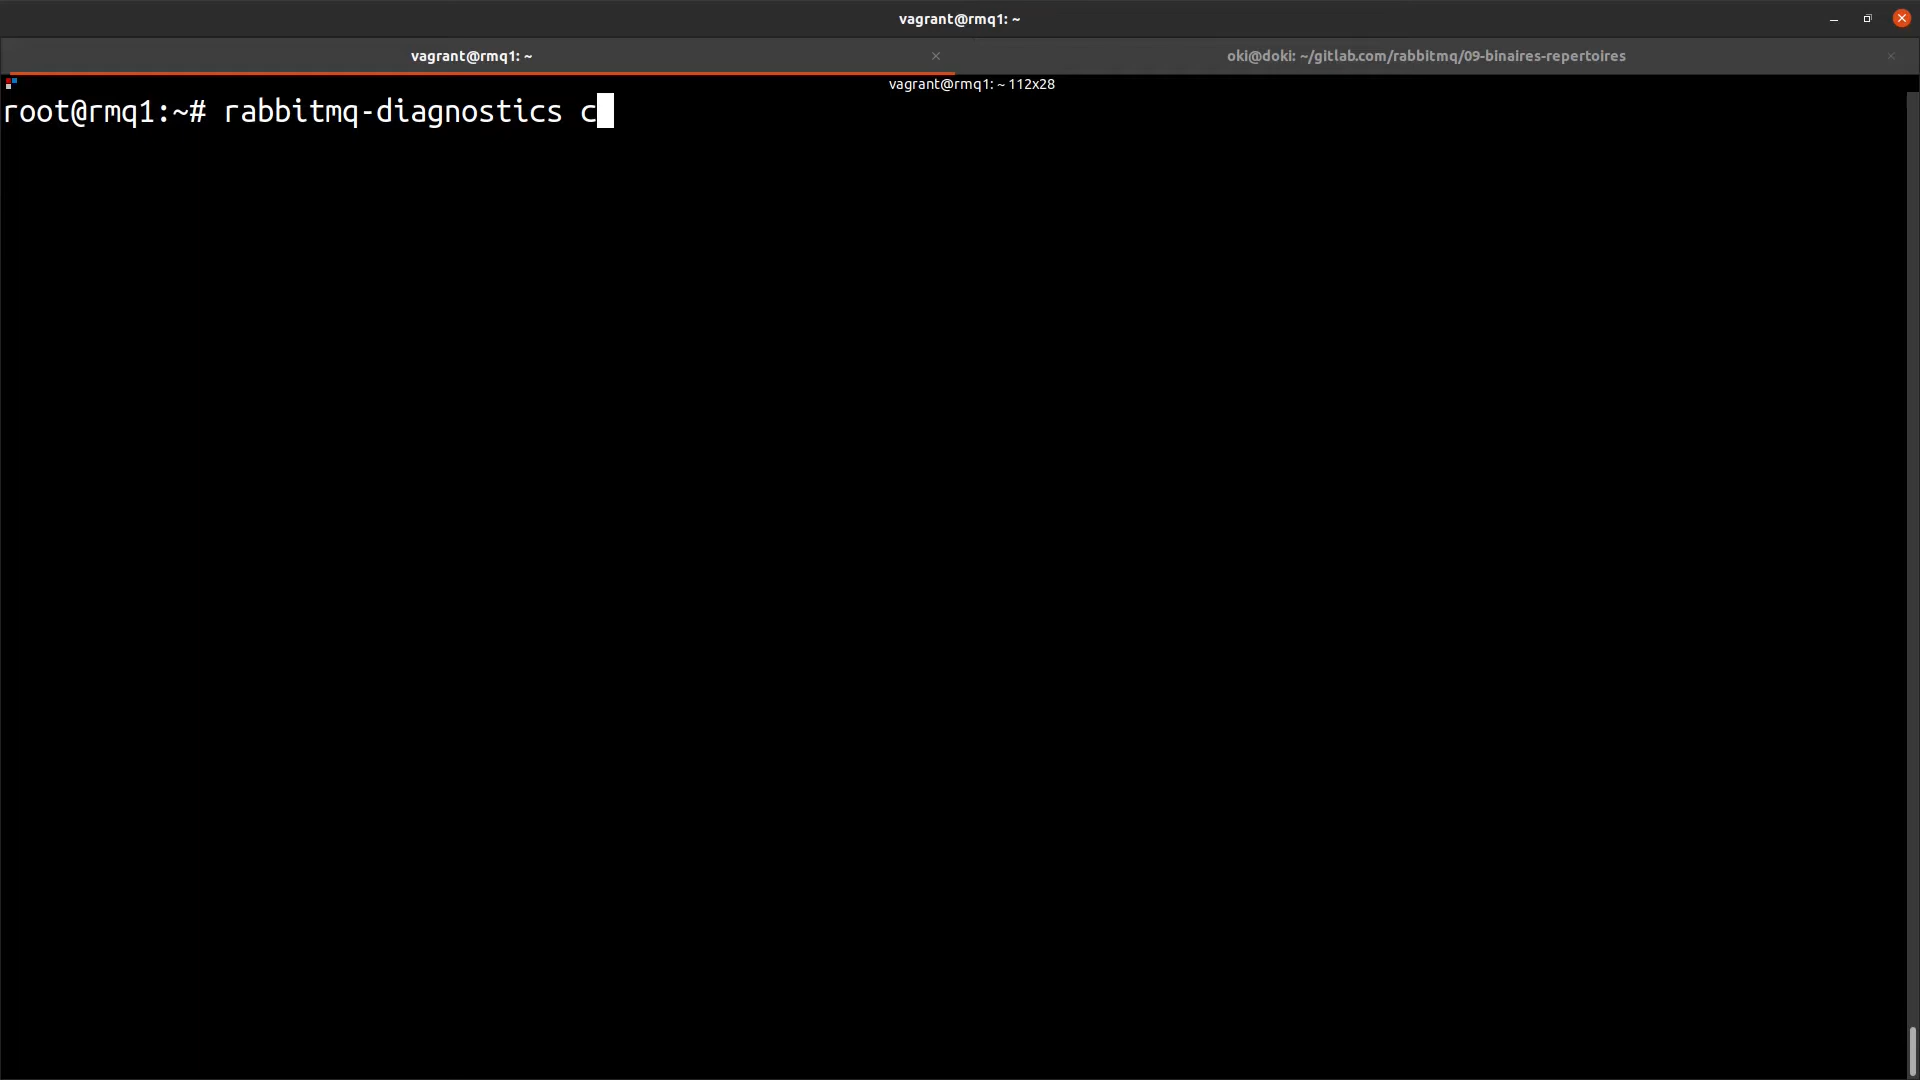 vagrant@rmq1: ~
vagrant@rmq1: ~
oki@doki: ~/gitlab.com/rabbitmq/09-binaires-repertoires
vagrant@rmq1: ~ 112x28
root@rmq1:~# rabbitmq-diagnostics c